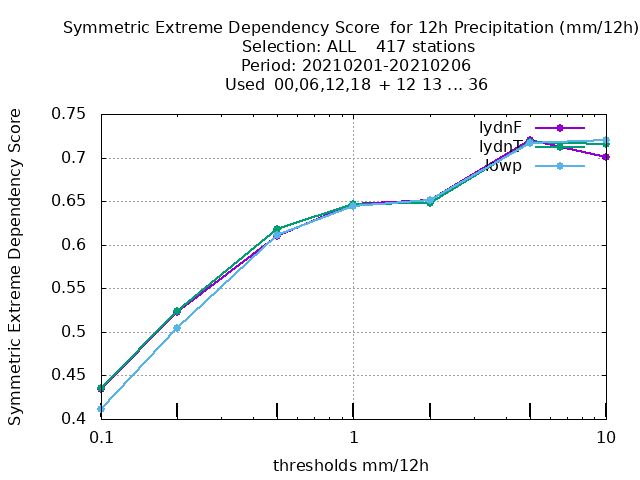 Symmetric Extreme Dependency Score for 12h Precipitation (mm/12h)
Selection: ALL 417 stations
Period: 20210201-20210206
Used 00,06,12,18 + 12 13 ... 36
Symmetric Extreme Dependency Score
0.75
0.7
0.65
0.6
0.55
0.5
0.45
0.4
lydnF
lydnT
lowp
0.1
1
10
thresholds mm/12h